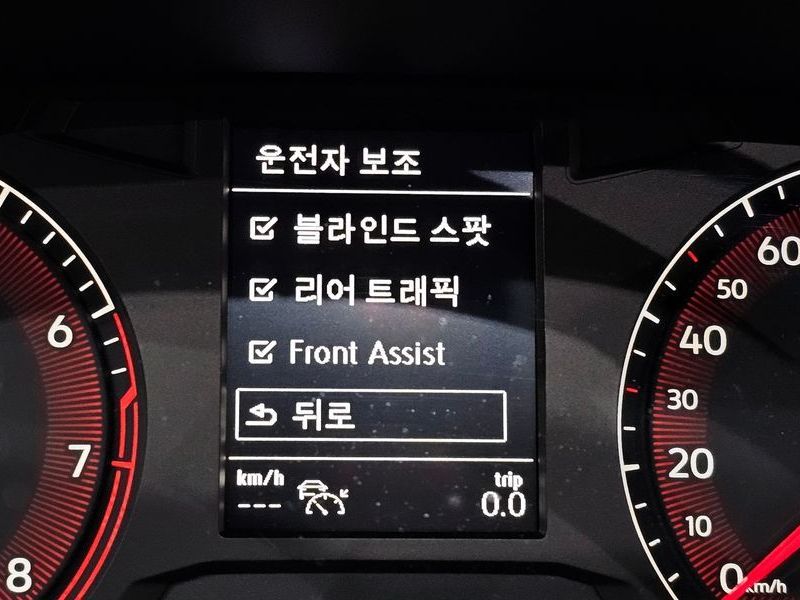 운전자 보조
블라인드 스팟
리어 트래픽
Front Assist
뒤로
km/h
---
trip
0.0
6
7
8
60
50
40
30
20
10
0
km/h